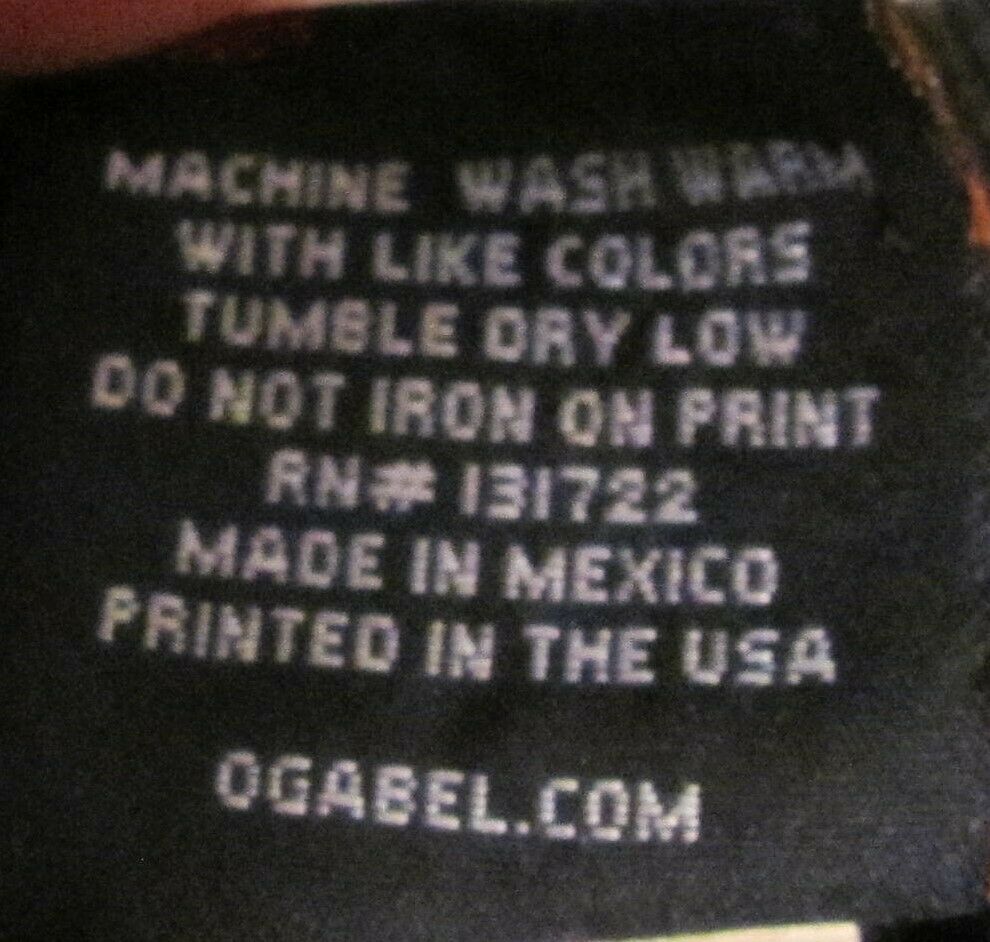 MACHINE WASH WARM
WITH LIKE COLORS
TUMBLE DRY LOW
DO NOT IRON ON PRINT
RN# 131722
MADE IN MEXICO
PRINTED IN THE USA
OGABEL.COM